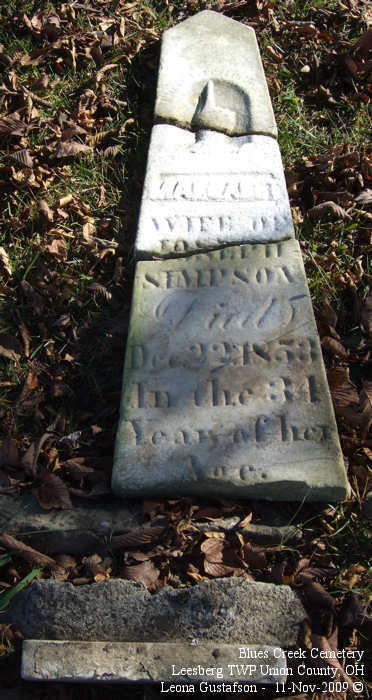 WIFE OF
JOSEPH
SIMPSON
Died
Dec. 22, 1853
In the 34
Year of her
Age.
Blues Creek Cemetery
Leesberg TWP Union County, OH
Leona Gustafson - 11-Nov-2009 ©